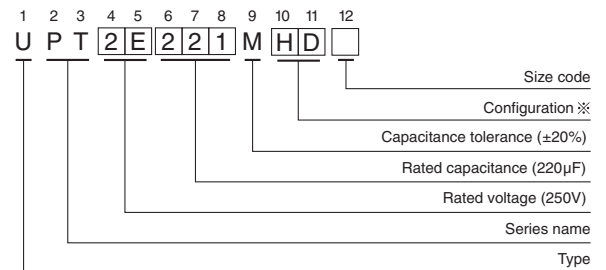 1 2 3 4 5 6 7 8 9 10 11 12
U P T 2 E 2 2 1 M H D
Size code
Configuration ※
Capacitance tolerance (±20%)
Rated capacitance (220µF)
Rated voltage (250V)
Series name
Type